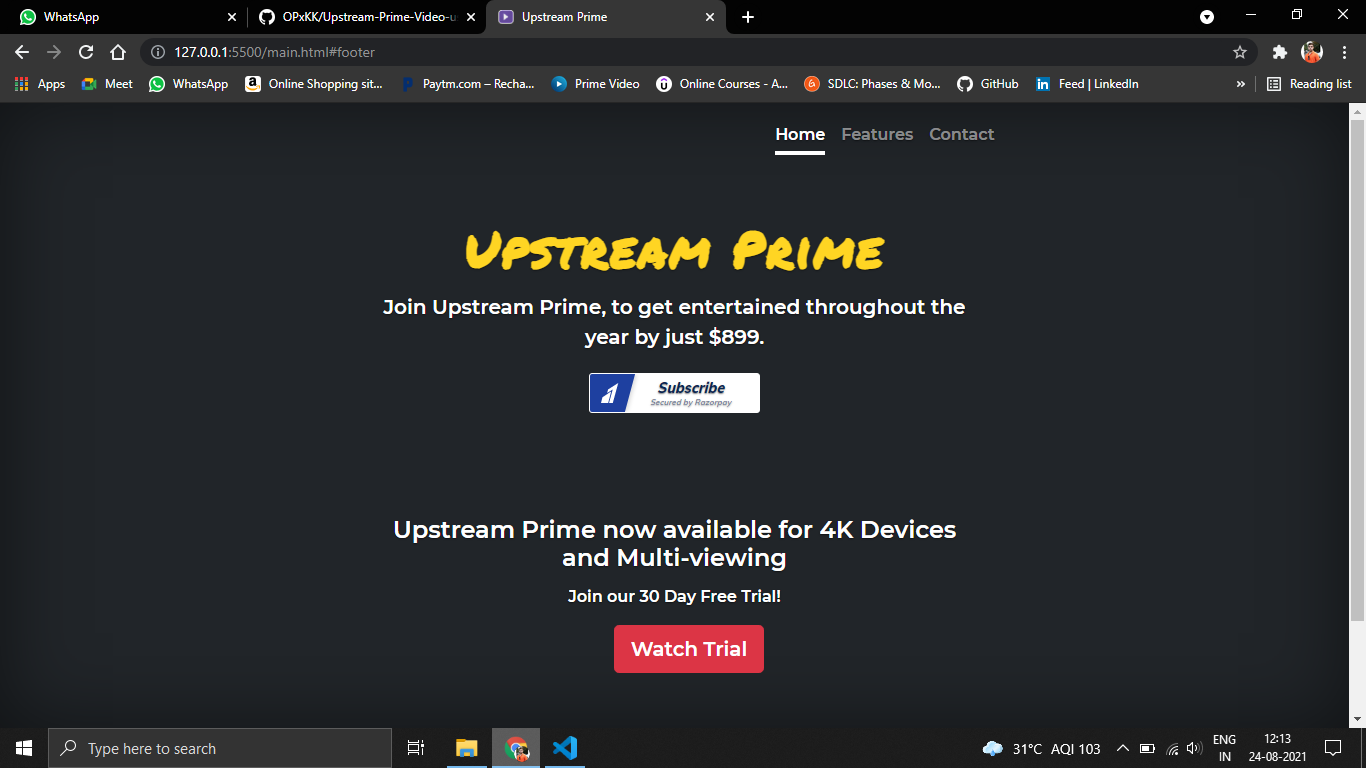 WhatsApp
OPxKK/Upstream-Prime-Video-u
Upstream Prime
127.0.0.1:5500/main.html#footer
Apps
Meet
WhatsApp
Online Shopping sit...
Paytm.com – Recha...
Prime Video
Online Courses - A...
SDLC: Phases & Mo...
GitHub
Feed | LinkedIn
»
Reading list
Home Features Contact
Upstream Prime
Join Upstream Prime, to get entertained throughout the
year by just $899.
Subscribe
Secured by Razorpay
Upstream Prime now available for 4K Devices
and Multi-viewing
Join our 30 Day Free Trial!
Watch Trial
Type here to search
31°C AQI 103
ENG
IN
12:13
24-08-2021